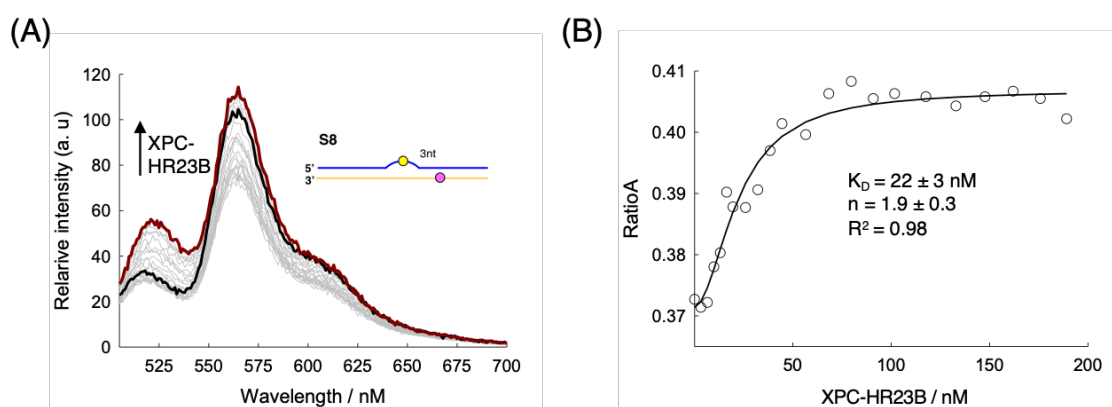 (A)
120
100
80
60
40
20
0
Relarive intensity (a. u)
XPC-
HR23B
S8
3nt
5'
3'
525
550
575
600
625
650
675
700
Wavelength / nM
(B)
0.41
0.40
0.39
0.38
0.37
RatioA
K_D = 22 ± 3 nM
n = 1.9 ± 0.3
R² = 0.98
50
100
150
200
XPC-HR23B / nM